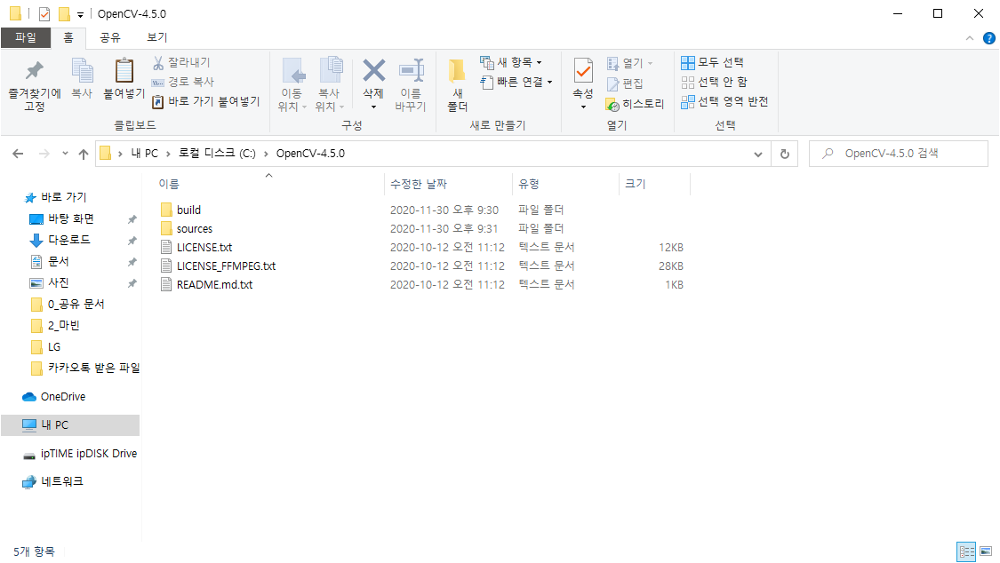 OpenCV-4.5.0
파일 홈 공유 보기
즐겨찾기에 고정
복사
붙여넣기
잘라내기
경로 복사
바로 가기 붙여넣기
클립보드
이동 위치
복사 위치
삭제
이름 바꾸기
구성
새 폴더
새 항목
빠른 연결
새로 만들기
속성
열기
편집
히스토리
열기
모두 선택
선택 안 함
선택 영역 반전
선택
내 PC > 로컬 디스크 (C:) > OpenCV-4.5.0
OpenCV-4.5.0 검색
바로 가기
바탕 화면
다운로드
문서
사진
0_공유 문서
2_마빈
LG
카카오톡 받은 파일
OneDrive
내 PC
ipTIME ipDISK Drive
네트워크
이름 수정한 날짜 유형 크기
build 2020-11-30 오후 9:30 파일 폴더
sources 2020-11-30 오후 9:31 파일 폴더
LICENSE.txt 2020-10-12 오전 11:12 텍스트 문서 12KB
LICENSE_FFMPEG.txt 2020-10-12 오전 11:12 텍스트 문서 28KB
README.md.txt 2020-10-12 오전 11:12 텍스트 문서 1KB
5개 항목